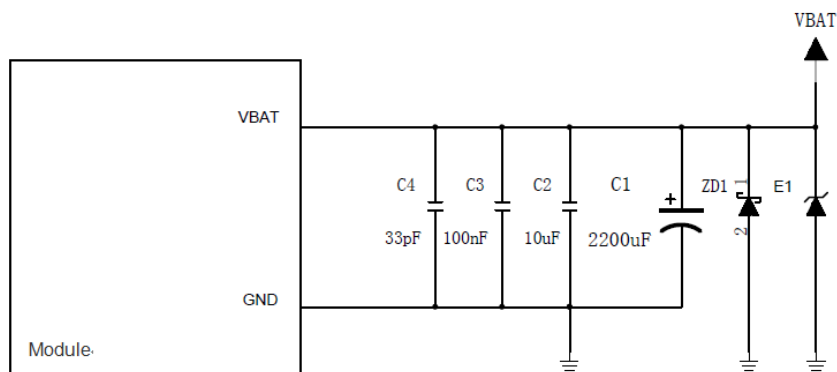 VBAT
VBAT
C4
C3
C2
C1
ZD1
1
E1
33pF
100nF
10uF
2200uF
+
2
GND
Module